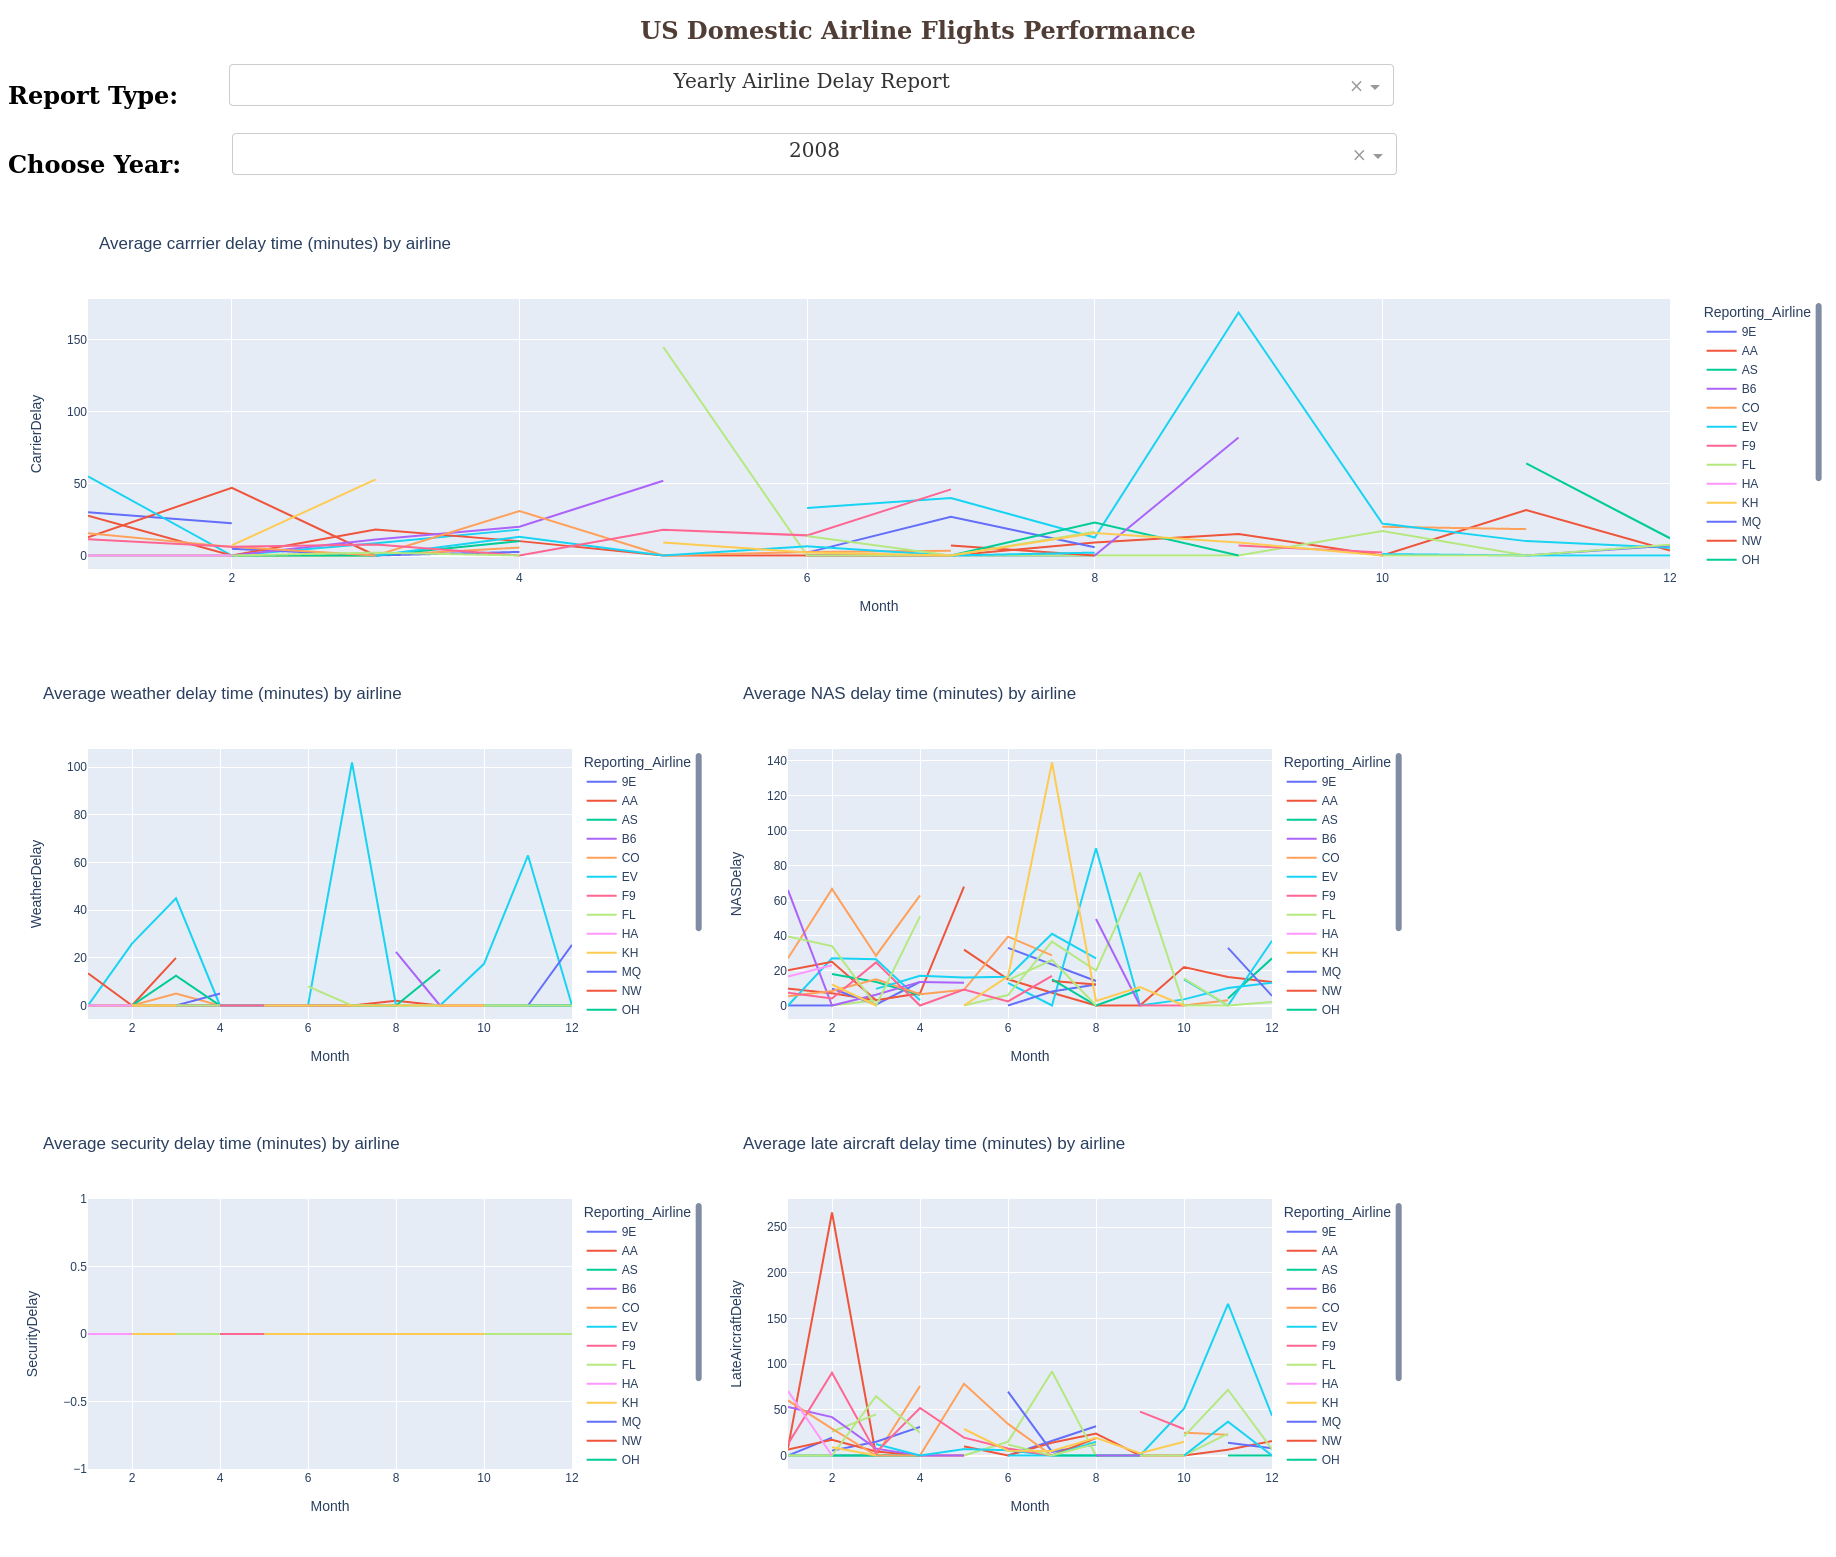 US Domestic Airline Flights Performance
Report Type:
Yearly Airline Delay Report
×
Choose Year:
2008
×
Average carrrier delay time (minutes) by airline
CarrierDelay
150
100
50
0
2
4
6
8
10
12
Month
Reporting_Airline
9E
AA
AS
B6
CO
EV
F9
FL
HA
KH
MQ
NW
OH
Average weather delay time (minutes) by airline
WeatherDelay
100
80
60
40
20
0
2
4
6
8
10
12
Month
Reporting_Airline
9E
AA
AS
B6
CO
EV
F9
FL
HA
KH
MQ
NW
OH
Average NAS delay time (minutes) by airline
NASDelay
140
120
100
80
60
40
20
0
2
4
6
8
10
12
Month
Reporting_Airline
9E
AA
AS
B6
CO
EV
F9
FL
HA
KH
MQ
NW
OH
Average security delay time (minutes) by airline
SecurityDelay
1
0.5
0
−0.5
−1
2
4
6
8
10
12
Month
Reporting_Airline
9E
AA
AS
B6
CO
EV
F9
FL
HA
KH
MQ
NW
OH
Average late aircraft delay time (minutes) by airline
LateAircraftDelay
250
200
150
100
50
0
2
4
6
8
10
12
Month
Reporting_Airline
9E
AA
AS
B6
CO
EV
F9
FL
HA
KH
MQ
NW
OH